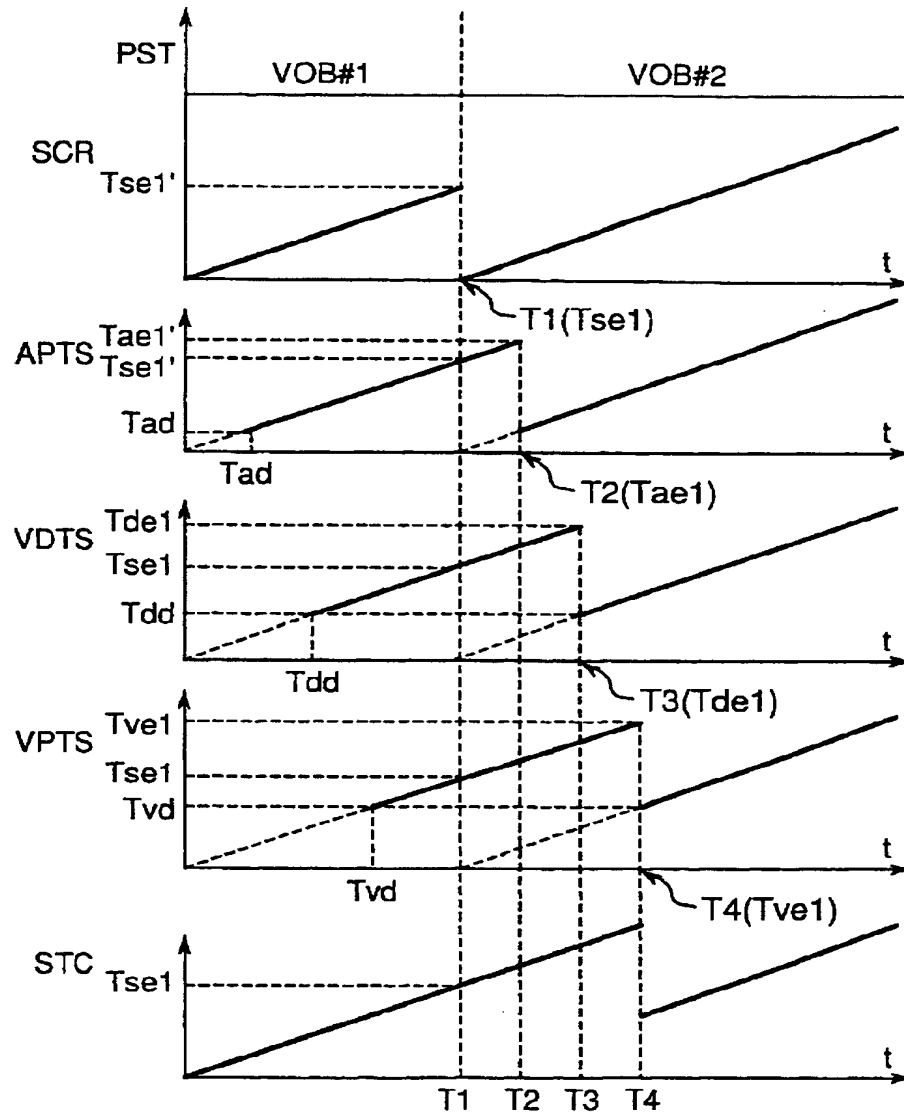 PST
VOB#1 VOB#2
SCR
Tse1'
t
T1(Tse1)
APTS
Tae1'
Tse1'
Tad
t
Tad
T2(Tae1)
VDTS
Tde1
Tse1
Tdd
t
Tdd
T3(Tde1)
VPTS
Tve1
Tse1
Tvd
t
Tvd
T4(Tve1)
STC
Tse1
t
T1 T2 T3 T4